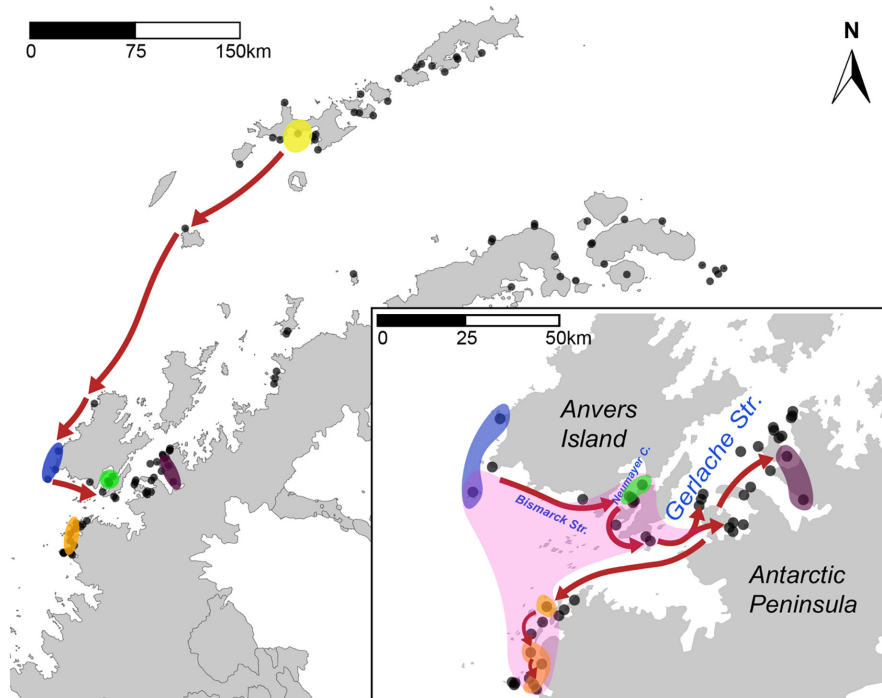 0 75 150km
N
0 25 50km
Anvers
Island
Gerlache Str.
Neumayer C.
Bismarck Str.
Antarctic
Peninsula